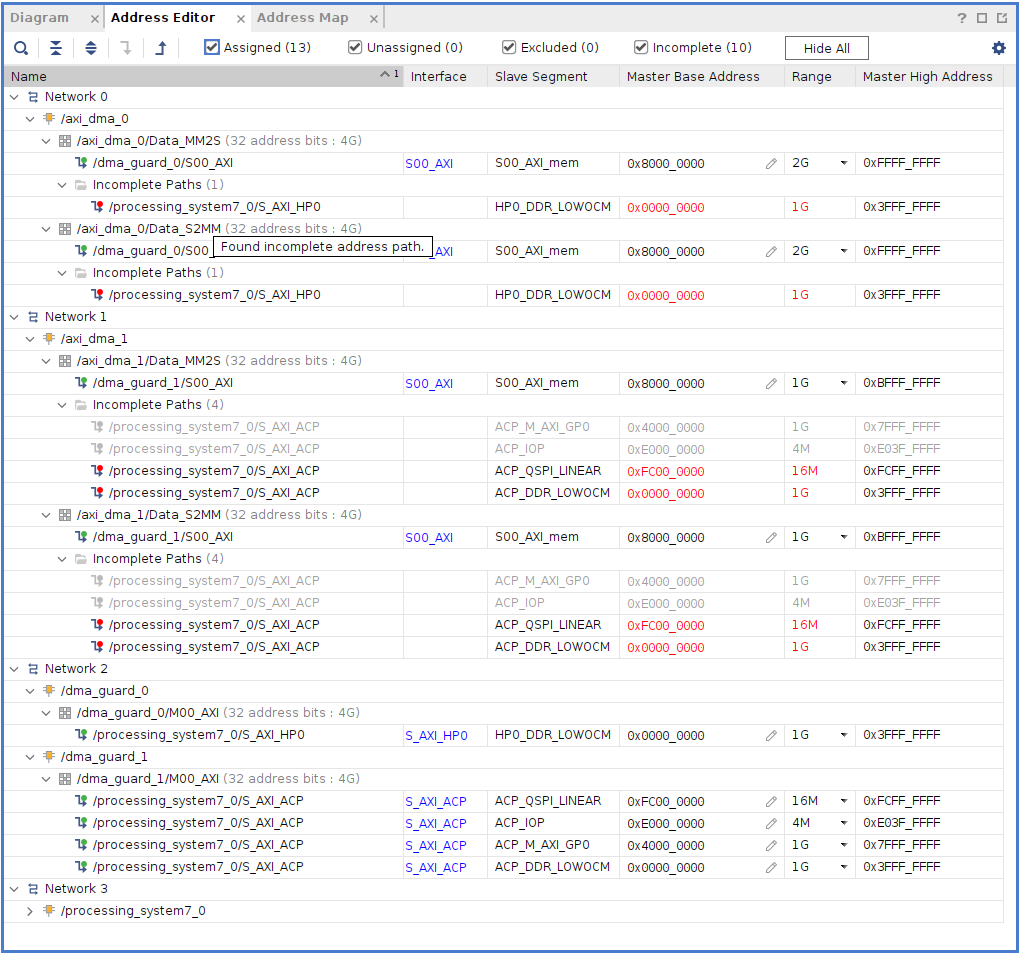 Diagram × Address Editor × Address Map × ?
Assigned (13) Unassigned (0) Excluded (0) Incomplete (10) Hide All
Name 1 Interface Slave Segment Master Base Address Range Master High Address
Network 0
/axi_dma_0
/axi_dma_0/Data_MM2S (32 address bits : 4G)
/dma_guard_0/S00_AXI S00_AXI S00_AXI_mem 0x8000_0000 2G 0xFFFF_FFFF
Incomplete Paths (1)
/processing_system7_0/S_AXI_HP0 HP0_DDR_LOWOCM 0x0000_0000 1G 0x3FFF_FFFF
/axi_dma_0/Data_S2MM (32 address bits : 4G)
Found incomplete address path.
/dma_guard_0/S00_ _AXI S00_AXI_mem 0x8000_0000 2G 0xFFFF_FFFF
Incomplete Paths (1)
/processing_system7_0/S_AXI_HP0 HP0_DDR_LOWOCM 0x0000_0000 1G 0x3FFF_FFFF
Network 1
/axi_dma_1
/axi_dma_1/Data_MM2S (32 address bits : 4G)
/dma_guard_1/S00_AXI S00_AXI S00_AXI_mem 0x8000_0000 1G 0xBFFF_FFFF
Incomplete Paths (4)
/processing_system7_0/S_AXI_ACP ACP_M_AXI_GP0 0x4000_0000 1G 0x7FFF_FFFF
/processing_system7_0/S_AXI_ACP ACP_IOP 0xE000_0000 4M 0xE03F_FFFF
/processing_system7_0/S_AXI_ACP ACP_QSPI_LINEAR 0xFC00_0000 16M 0xFCFF_FFFF
/processing_system7_0/S_AXI_ACP ACP_DDR_LOWOCM 0x0000_0000 1G 0x3FFF_FFFF
/axi_dma_1/Data_S2MM (32 address bits : 4G)
/dma_guard_1/S00_AXI S00_AXI S00_AXI_mem 0x8000_0000 1G 0xBFFF_FFFF
Incomplete Paths (4)
/processing_system7_0/S_AXI_ACP ACP_M_AXI_GP0 0x4000_0000 1G 0x7FFF_FFFF
/processing_system7_0/S_AXI_ACP ACP_IOP 0xE000_0000 4M 0xE03F_FFFF
/processing_system7_0/S_AXI_ACP ACP_QSPI_LINEAR 0xFC00_0000 16M 0xFCFF_FFFF
/processing_system7_0/S_AXI_ACP ACP_DDR_LOWOCM 0x0000_0000 1G 0x3FFF_FFFF
Network 2
/dma_guard_0
/dma_guard_0/M00_AXI (32 address bits : 4G)
/processing_system7_0/S_AXI_HP0 S_AXI_HP0 HP0_DDR_LOWOCM 0x0000_0000 1G 0x3FFF_FFFF
/dma_guard_1
/dma_guard_1/M00_AXI (32 address bits : 4G)
/processing_system7_0/S_AXI_ACP S_AXI_ACP ACP_QSPI_LINEAR 0xFC00_0000 16M 0xFCFF_FFFF
/processing_system7_0/S_AXI_ACP S_AXI_ACP ACP_IOP 0xE000_0000 4M 0xE03F_FFFF
/processing_system7_0/S_AXI_ACP S_AXI_ACP ACP_M_AXI_GP0 0x4000_0000 1G 0x7FFF_FFFF
/processing_system7_0/S_AXI_ACP S_AXI_ACP ACP_DDR_LOWOCM 0x0000_0000 1G 0x3FFF_FFFF
Network 3
/processing_system7_0